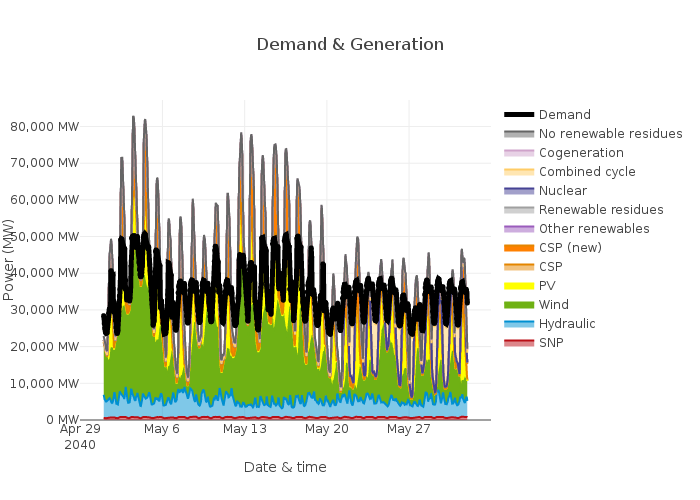 Demand & Generation
Power (MW)
80,000 MW
70,000 MW
60,000 MW
50,000 MW
40,000 MW
30,000 MW
20,000 MW
10,000 MW
0 MW
Apr 29
2040
May 6
May 13
May 20
May 27
Date & time
Demand
No renewable residues
Cogeneration
Combined cycle
Nuclear
Renewable residues
Other renewables
CSP (new)
CSP
PV
Wind
Hydraulic
SNP